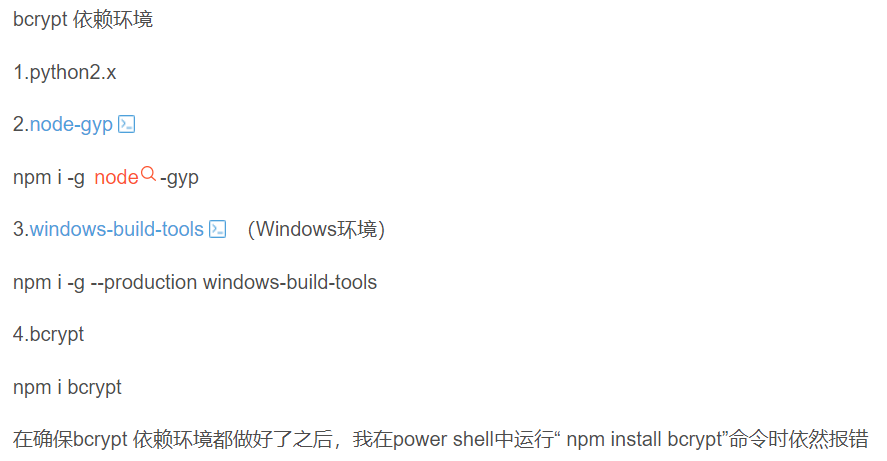 bcrypt 依赖环境
1.python2.x
2.node-gyp
npm i -g node-gyp
3.windows-build-tools （Windows环境）
npm i -g --production windows-build-tools
4.bcrypt
npm i bcrypt
在确保bcrypt 依赖环境都做好了之后，我在power shell中运行“ npm install bcrypt”命令时依然报错